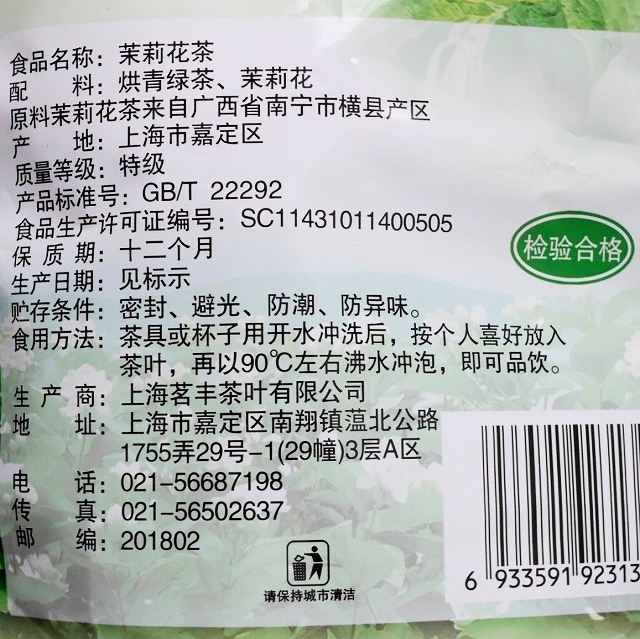 食品名称：茉莉花茶
配 料：烘青绿茶、茉莉花
原料茉莉花茶来自广西省南宁市横县产区
产 地：上海市嘉定区
质量等级：特级
产品标准号：GB/T 22292
食品生产许可证编号：SC11431011400505
保 质 期：十二个月
生产日期：见标示
贮存条件：密封、避光、防潮、防异味。
食用方法：茶具或杯子用开水冲洗后，按个人喜好放入
茶叶，再以90℃左右沸水冲泡，即可品饮。
生 产 商：上海茗丰茶叶有限公司
地 址：上海市嘉定区南翔镇蕰北公路
1755弄29号-1(29幢)3层A区
电 话：021-56687198
传 真：021-56502637
邮 编：201802
检验合格
请保持城市清洁
6 933591 92313